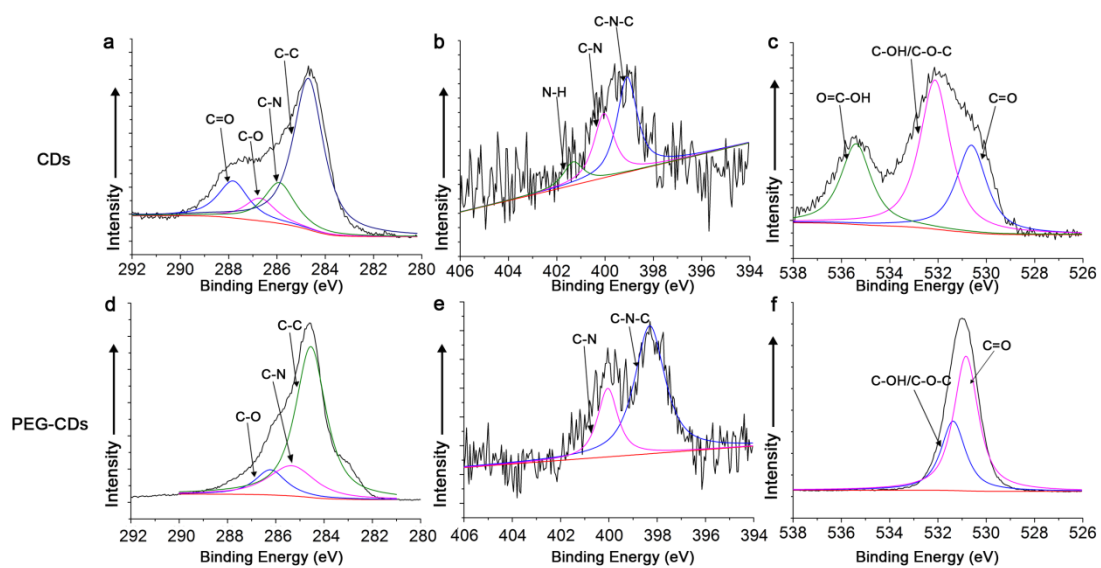 a
b
c
C-N-C
C-C
C-N
C-OH/C-O-C
N-H
C-N
O=C-OH
C=O
C=O
C-O
CDs
Intensity
Intensity
Intensity
292 290 288 286 284 282 280
406 404 402 400 398 396 394
538 536 534 532 530 528 526
Binding Energy (eV)
Binding Energy (eV)
Binding Energy (eV)
d
e
f
C-C
C-N
C-N-C
C=O
C-N
C-OH/C-O-C
C-O
PEG-CDs
Intensity
Intensity
Intensity
292 290 288 286 284 282 280
406 404 402 400 398 396 394
538 536 534 532 530 528 526
Binding Energy (eV)
Binding Energy (eV)
Binding Energy (eV)